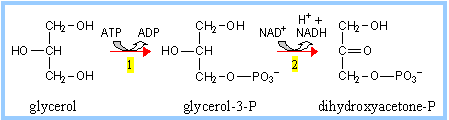 CH₂-OH
HO-CH
CH₂-OH
glycerol
ATP ADP
1
CH₂-OH
HO-CH
CH₂-O-PO₃⁻
glycerol-3-P
H⁺ +
NAD⁺ NADH
2
CH₂-OH
C=O
CH₂-O-PO₃⁻
dihydroxyacetone-P